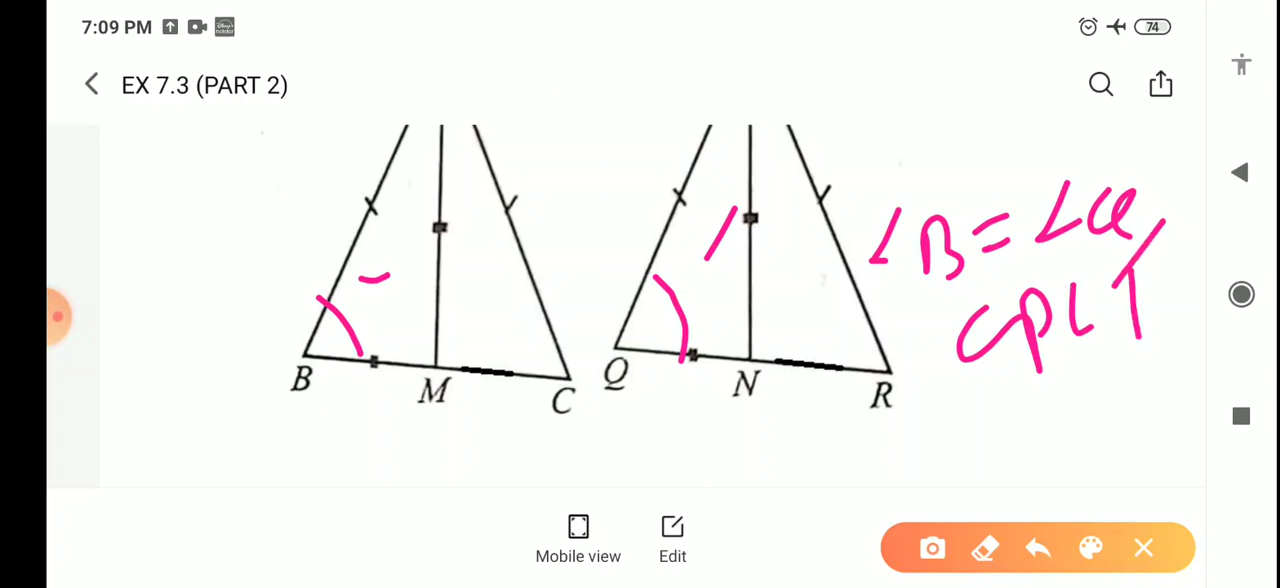 7:09 PM
74
EX 7.3 (PART 2)
B M C Q N R
∠B = ∠Q
CPCT
Mobile view Edit